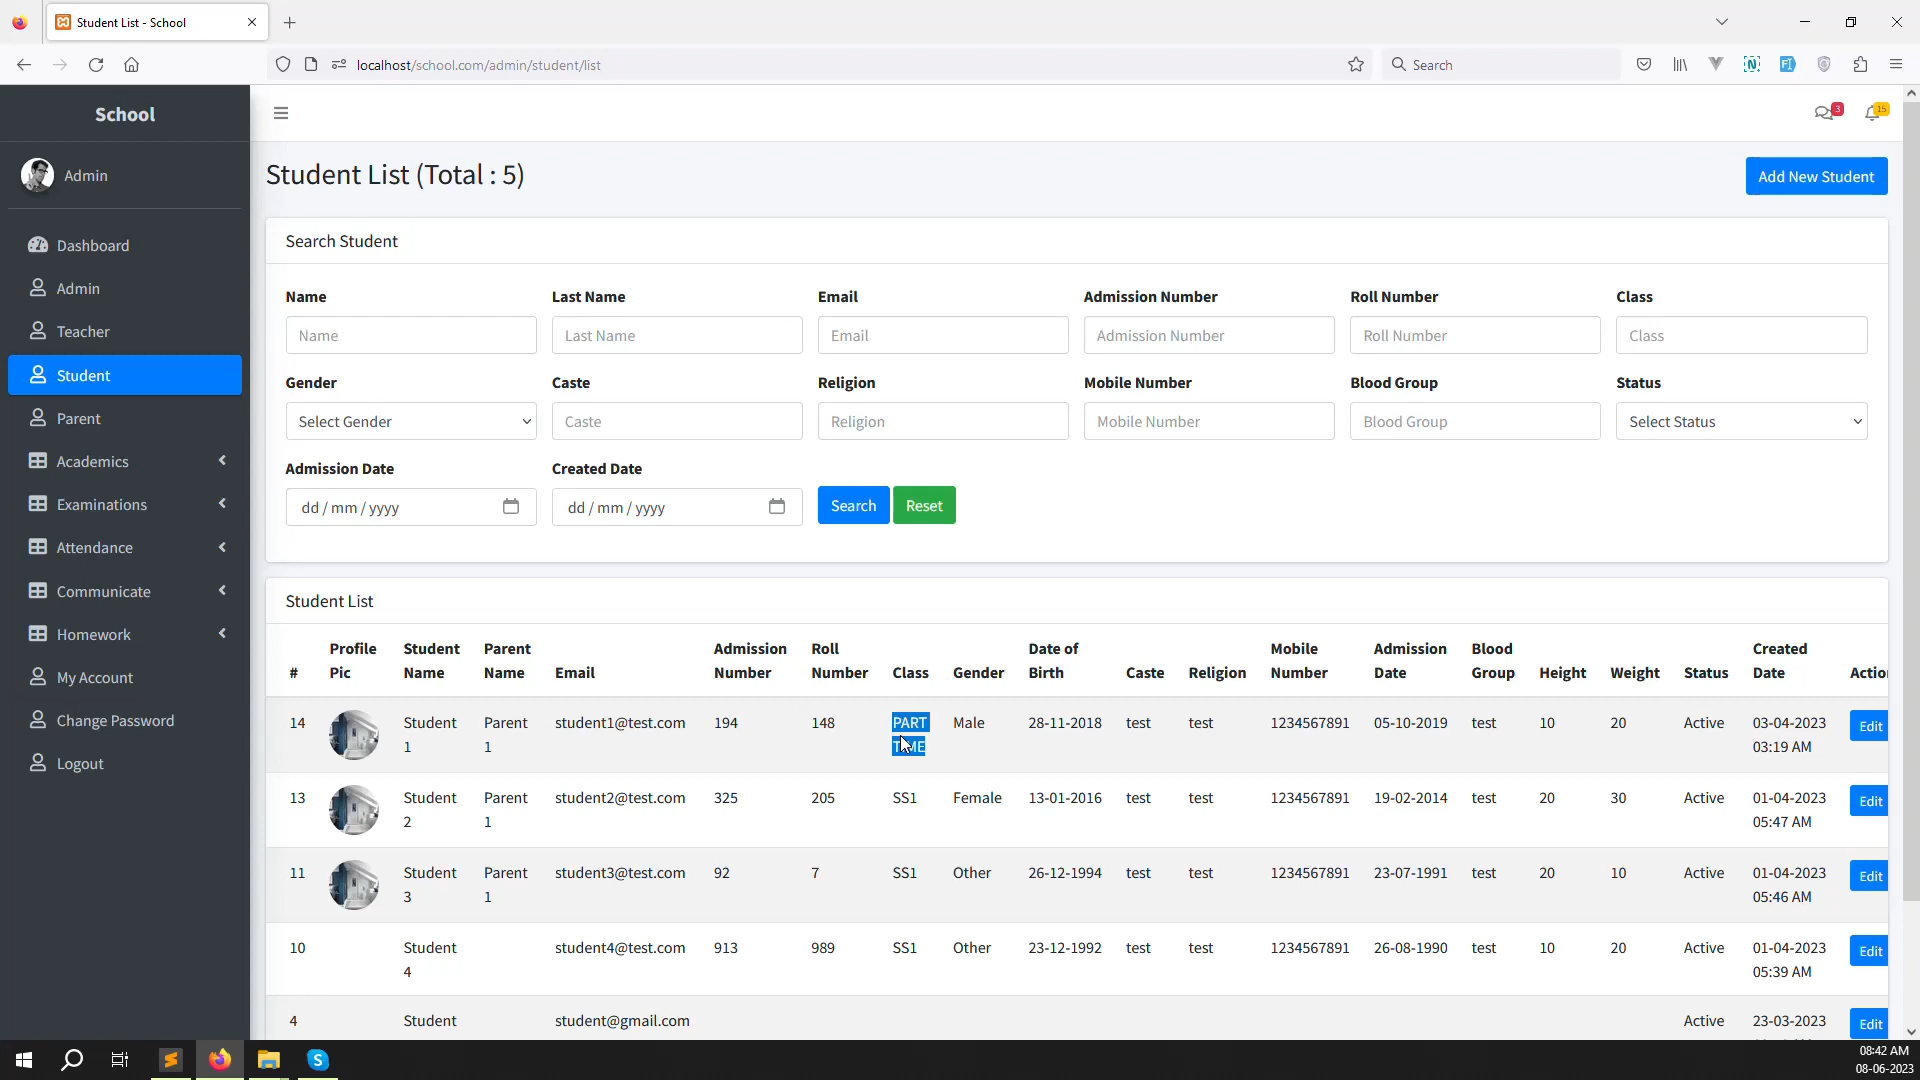 Student List - School
localhost/school.com/admin/student/list
Search
School
3
15
Admin
Dashboard
Admin
Teacher
Student
Parent
Academics
Examinations
Attendance
Communicate
Homework
My Account
Change Password
Logout
Student List (Total : 5)
Add New Student
Search Student
Name Last Name Email Admission Number Roll Number Class
Name Last Name Email Admission Number Roll Number Class
Gender Caste Religion Mobile Number Blood Group Status
Select Gender Caste Religion Mobile Number Blood Group Select Status
Admission Date Created Date
dd / mm / yyyy dd / mm / yyyy Search Reset
Student List
Profile Student Parent Admission Roll Date of Mobile Admission Blood Created
# Pic Name Name Email Number Number Class Gender Birth Caste Religion Number Date Group Height Weight Status Date Action
14 Student Parent student1@test.com 194 148 PART Male 28-11-2018 test test 1234567891 05-10-2019 test 10 20 Active 03-04-2023 Edit
1 1 TIME 03:19 AM
13 Student Parent student2@test.com 325 205 SS1 Female 13-01-2016 test test 1234567891 19-02-2014 test 20 30 Active 01-04-2023 Edit
2 1 05:47 AM
11 Student Parent student3@test.com 92 7 SS1 Other 26-12-1994 test test 1234567891 23-07-1991 test 20 10 Active 01-04-2023 Edit
3 1 05:46 AM
10 Student student4@test.com 913 989 SS1 Other 23-12-1992 test test 1234567891 26-08-1990 test 10 20 Active 01-04-2023 Edit
4 05:39 AM
4 Student student@gmail.com Active 23-03-2023 Edit
08:42 AM
08-06-2023